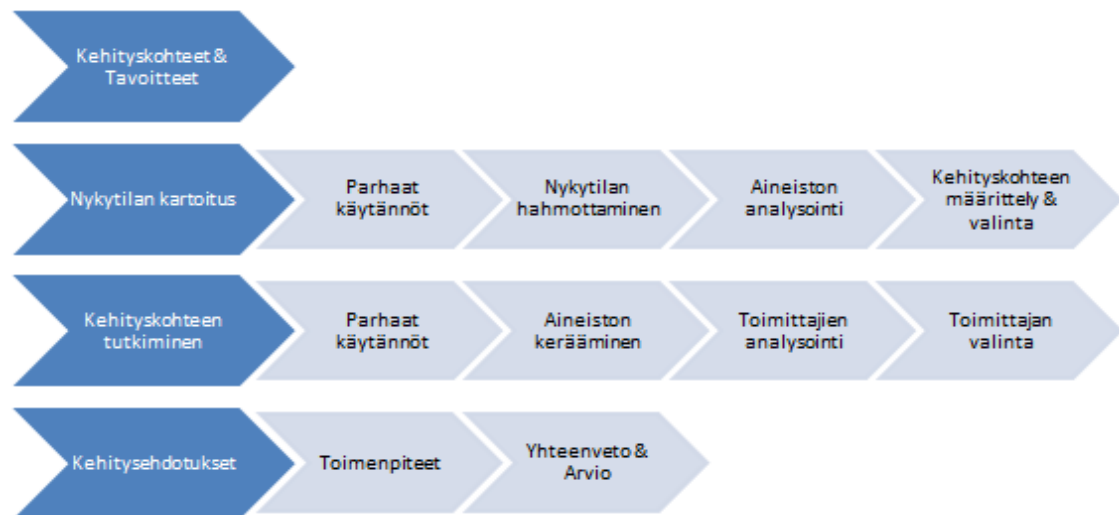 Kehityskohteet &
Tavoitteet
Nykytilan kartoitus
Parhaat
käytännöt
Nykytilan
hahmottaminen
Aineiston
analysointi
Kehityskohteen
määrittely &
valinta
Kehityskohteen
tutkiminen
Parhaat
käytännöt
Aineiston
kerääminen
Toimittajien
analysointi
Toimittajan
valinta
Kehitysehdotukset
Toimenpiteet
Yhteenveto &
Arvio